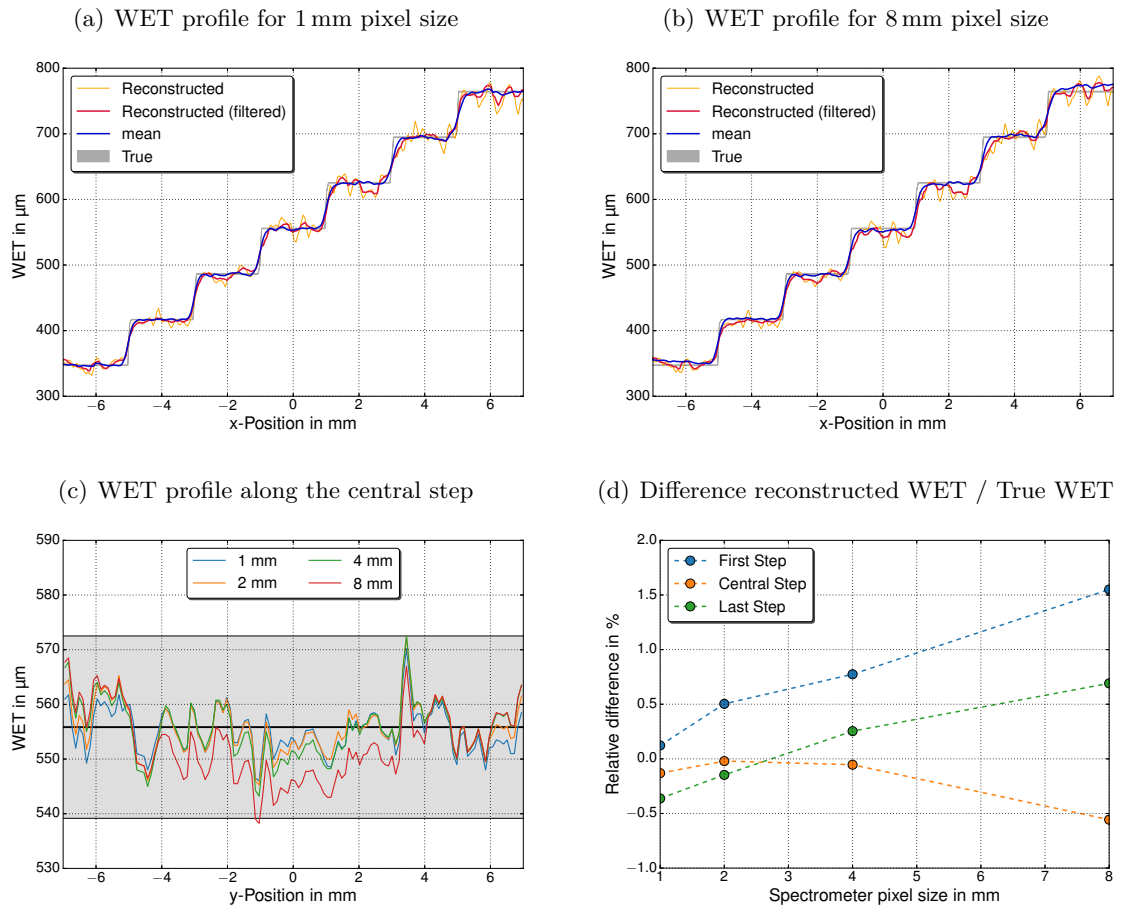 (a) WET profile for 1 mm pixel size
800
700
600
500
400
300
WET in µm
Reconstructed
Reconstructed (filtered)
mean
True
−6 −4 −2 0 2 4 6
x-Position in mm
(b) WET profile for 8 mm pixel size
800
700
600
500
400
300
WET in µm
Reconstructed
Reconstructed (filtered)
mean
True
−6 −4 −2 0 2 4 6
x-Position in mm
(c) WET profile along the central step
590
580
570
560
550
540
530
WET in µm
1 mm 4 mm
2 mm 8 mm
−6 −4 −2 0 2 4 6
y-Position in mm
(d) Difference reconstructed WET / True WET
2.0
1.5
1.0
0.5
0.0
−0.5
−1.0
Relative difference in %
First Step
Central Step
Last Step
1 2 3 4 5 6 7 8
Spectrometer pixel size in mm